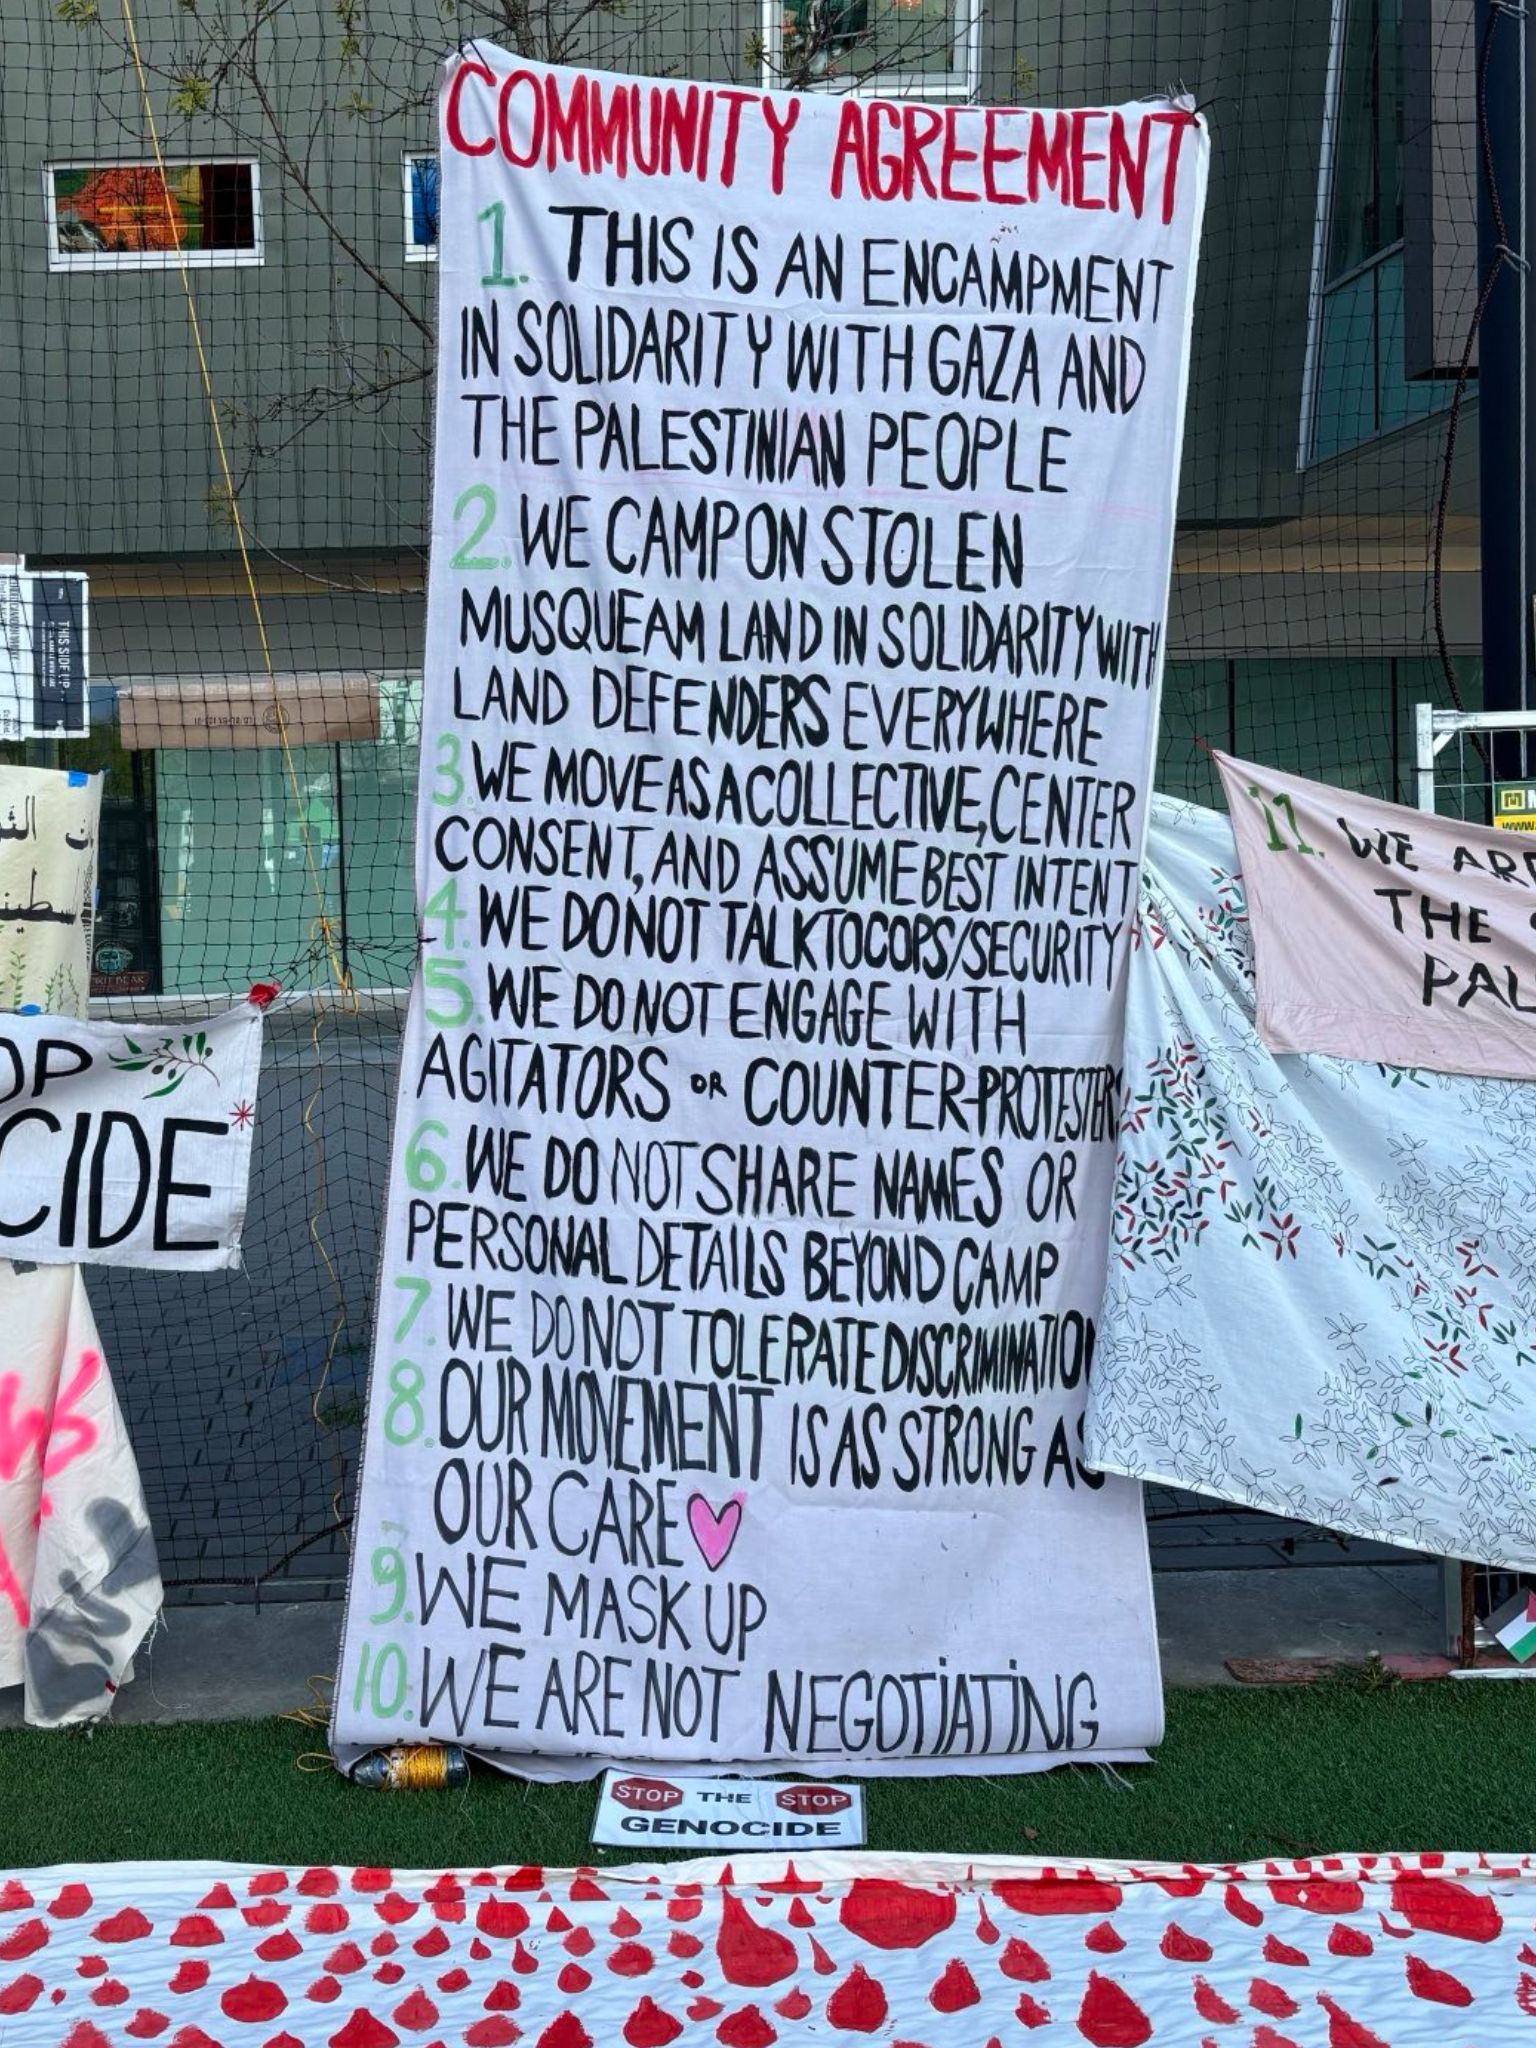 COMMUNITY AGREEMENT
1. THIS IS AN ENCAMPMENT
IN SOLIDARITY WITH GAZA AND
THE PALESTINIAN PEOPLE
2. WE CAMP ON STOLEN
MUSQUEAM LAND IN SOLIDARITY WITH
LAND DEFENDERS EVERYWHERE
3. WE MOVE AS A COLLECTIVE, CENTER
CONSENT, AND ASSUME BEST INTENT
4. WE DO NOT TALK TO COPS/SECURITY
5. WE DO NOT ENGAGE WITH
AGITATORS OR COUNTER-PROTESTERS
6. WE DO NOT SHARE NAMES OR
PERSONAL DETAILS BEYOND CAMP
7. WE DO NOT TOLERATE DISCRIMINATION
8. OUR MOVEMENT IS AS STRONG AS
OUR CARE
9. WE MASK UP
10. WE ARE NOT NEGOTIATING
11. WE ARE
THE
PAL
OP
CIDE
THIS SIDE UP
STOP THE STOP
GENOCIDE